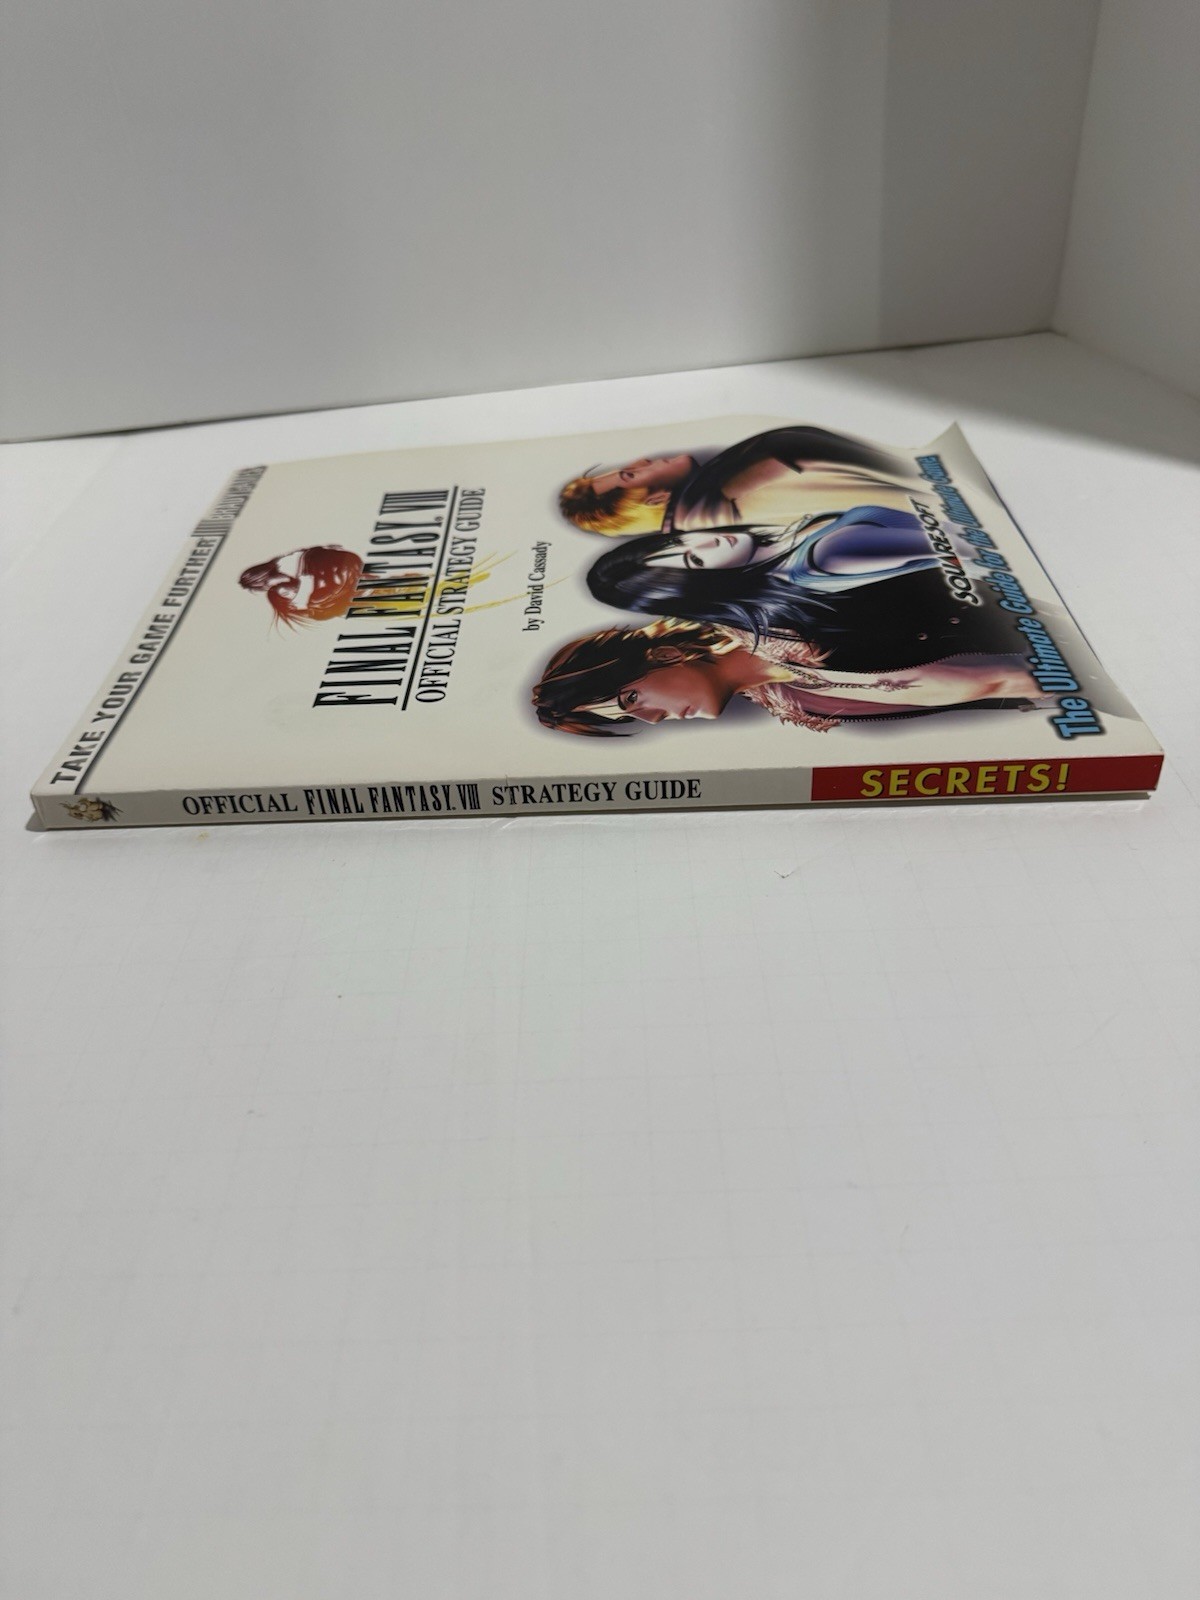 TAKE YOUR GAME FURTHER
BRADYGAMES
FINAL FANTASY. VIII
OFFICIAL STRATEGY GUIDE
by David Cassady
SQUARESOFT
The Ultimate Guide for the Ultimate Game!
OFFICIAL FINAL FANTASY. VIII STRATEGY GUIDE
SECRETS!